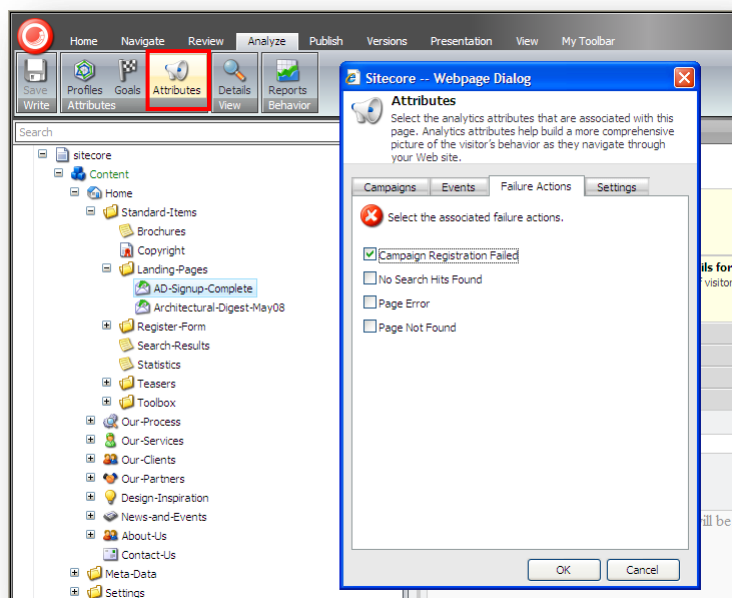 Home Navigate Review Analyze Publish Versions Presentation View My Toolbar
Save Profiles Goals Attributes Details Reports
Write Attributes View Behavior
Search
sitecore
Content
Home
Standard-Items
Brochures
Copyright
Landing-Pages
AD-Signup-Complete
Architectural-Digest-May08
Register-Form
Search-Results
Statistics
Teasers
Toolbox
Our-Process
Our-Services
Our-Clients
Our-Partners
Design-Inspiration
News-and-Events
About-Us
Contact-Us
Meta-Data
Settings
Sitecore -- Webpage Dialog
Attributes
Select the analytics attributes that are associated with this
page. Analytics attributes help build a more comprehensive
picture of the visitor's behavior as they navigate through
your Web site.
Campaigns Events Failure Actions Settings
Select the associated failure actions.
Campaign Registration Failed
No Search Hits Found
Page Error
Page Not Found
OK Cancel
ils for
visitor
ill be